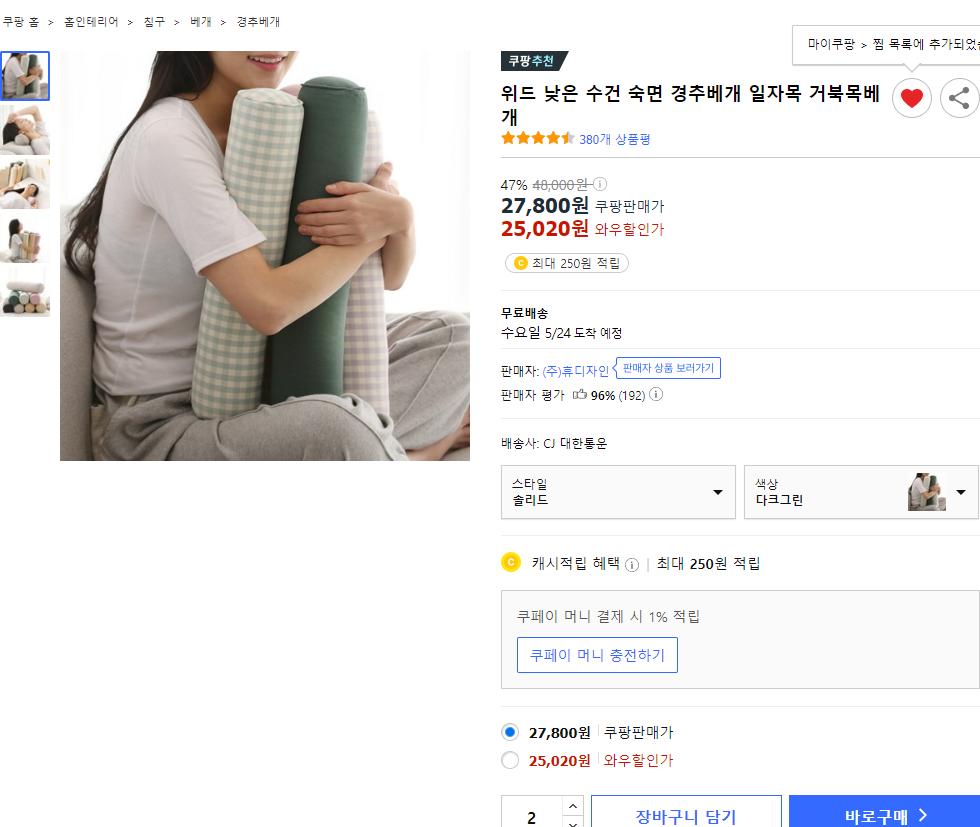 쿠팡 홈 > 홈인테리어 > 침구 > 베개 > 경추베개
마이쿠팡 > 찜 목록에 추가되었
쿠팡추천
위드 낮은 수건 숙면 경추베개 일자목 거북목베
개
380개 상품평
47% 48,000원
27,800원 쿠팡판매가
25,020원 와우할인가
최대 250원 적립
무료배송
수요일 5/24 도착 예정
판매자: (주)휴디자인 판매자 상품 보러가기
판매자 평가 96% (192)
배송사: CJ 대한통운
스타일
솔리드
색상
다크그린
캐시적립 혜택 | 최대 250원 적립
쿠페이 머니 결제 시 1% 적립
쿠페이 머니 충전하기
27,800원 쿠팡판매가
25,020원 와우할인가
2 장바구니 담기 바로구매 >